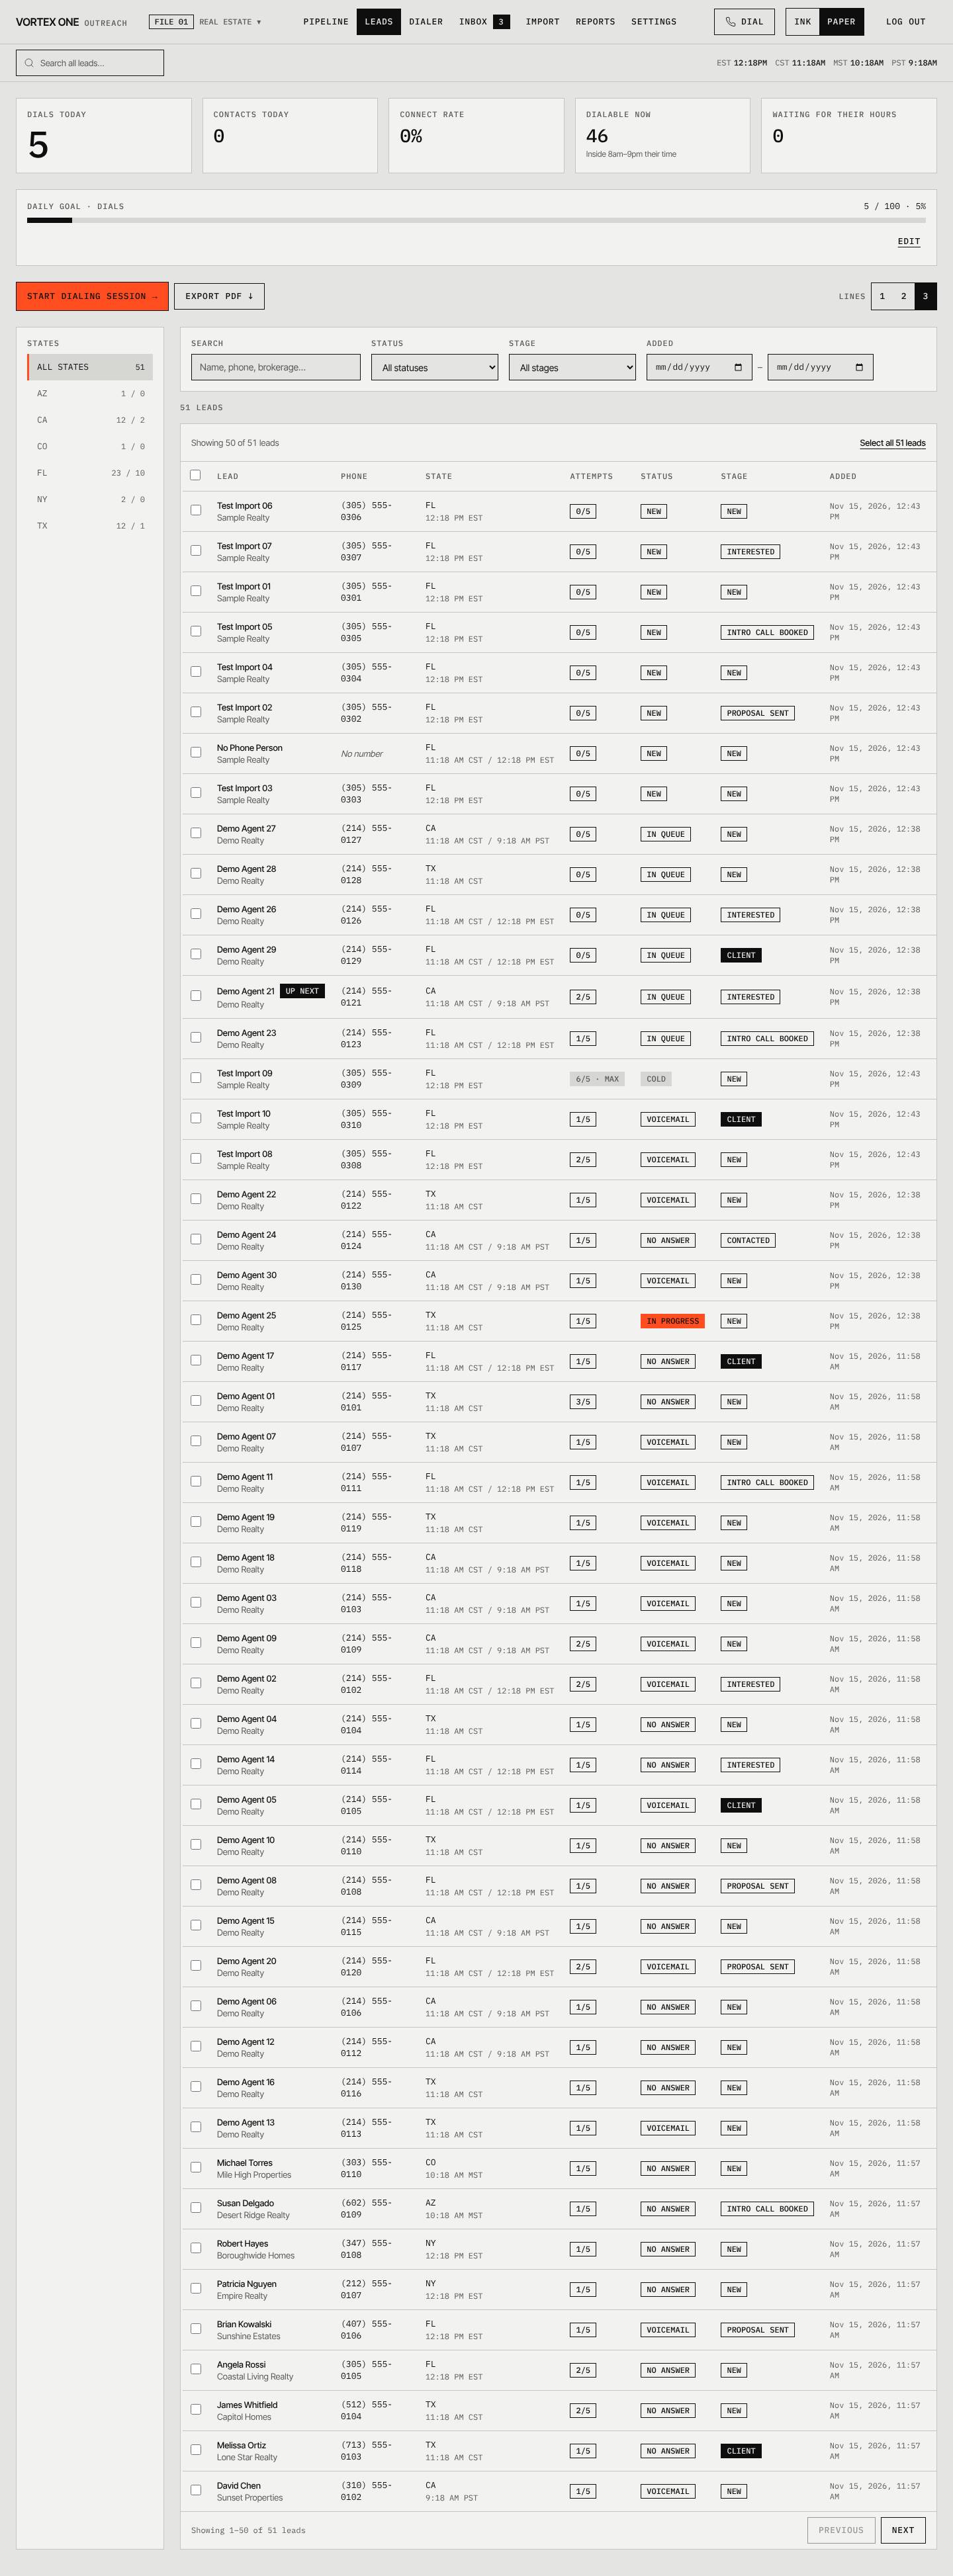 VORTEX ONE OUTREACH FILE 01 REAL ESTATE ▾ PIPELINE LEADS DIALER INBOX 3 IMPORT REPORTS SETTINGS DIAL INK PAPER LOG OUT
Search all leads... EST 12:18PM CST 11:18AM MST 10:18AM PST 9:18AM
DIALS TODAY CONTACTS TODAY CONNECT RATE DIALABLE NOW WAITING FOR THEIR HOURS
5 0 0% 46 0
Inside 8am–9pm their time
DAILY GOAL · DIALS 5 / 100 · 5%
EDIT
START DIALING SESSION → EXPORT PDF ↓ LINES 1 2 3
STATES
ALL STATES 51
AZ 1 / 0
CA 12 / 2
CO 1 / 0
FL 23 / 10
NY 2 / 0
TX 12 / 1
SEARCH STATUS STAGE ADDED
Name, phone, brokerage... All statuses All stages mm/dd/yyyy – mm/dd/yyyy
51 LEADS
Showing 50 of 51 leads Select all 51 leads
LEAD PHONE STATE ATTEMPTS STATUS STAGE ADDED
Test Import 06 (305) 555- FL 0/5 NEW NEW Nov 15, 2026, 12:43
Sample Realty 0306 12:18 PM EST PM
Test Import 07 (305) 555- FL 0/5 NEW INTERESTED Nov 15, 2026, 12:43
Sample Realty 0307 12:18 PM EST PM
Test Import 01 (305) 555- FL 0/5 NEW NEW Nov 15, 2026, 12:43
Sample Realty 0301 12:18 PM EST PM
Test Import 05 (305) 555- FL 0/5 NEW INTRO CALL BOOKED Nov 15, 2026, 12:43
Sample Realty 0305 12:18 PM EST PM
Test Import 04 (305) 555- FL 0/5 NEW NEW Nov 15, 2026, 12:43
Sample Realty 0304 12:18 PM EST PM
Test Import 02 (305) 555- FL 0/5 NEW PROPOSAL SENT Nov 15, 2026, 12:43
Sample Realty 0302 12:18 PM EST PM
No Phone Person No number FL 0/5 NEW NEW Nov 15, 2026, 12:43
Sample Realty 11:18 AM CST / 12:18 PM EST PM
Test Import 03 (305) 555- FL 0/5 NEW NEW Nov 15, 2026, 12:43
Sample Realty 0303 12:18 PM EST PM
Demo Agent 27 (214) 555- CA 0/5 IN QUEUE NEW Nov 15, 2026, 12:38
Demo Realty 0127 11:18 AM CST / 9:18 AM PST PM
Demo Agent 28 (214) 555- TX 0/5 IN QUEUE NEW Nov 15, 2026, 12:38
Demo Realty 0128 11:18 AM CST PM
Demo Agent 26 (214) 555- FL 0/5 IN QUEUE INTERESTED Nov 15, 2026, 12:38
Demo Realty 0126 11:18 AM CST / 12:18 PM EST PM
Demo Agent 29 (214) 555- FL 0/5 IN QUEUE CLIENT Nov 15, 2026, 12:38
Demo Realty 0129 11:18 AM CST / 12:18 PM EST PM
Demo Agent 21 UP NEXT (214) 555- CA 2/5 IN QUEUE INTERESTED Nov 15, 2026, 12:38
Demo Realty 0121 11:18 AM CST / 9:18 AM PST PM
Demo Agent 23 (214) 555- FL 1/5 IN QUEUE INTRO CALL BOOKED Nov 15, 2026, 12:38
Demo Realty 0123 11:18 AM CST / 12:18 PM EST PM
Test Import 09 (305) 555- FL 6/5 · MAX COLD NEW Nov 15, 2026, 12:43
Sample Realty 0309 12:18 PM EST PM
Test Import 10 (305) 555- FL 1/5 VOICEMAIL CLIENT Nov 15, 2026, 12:43
Sample Realty 0310 12:18 PM EST PM
Test Import 08 (305) 555- FL 2/5 VOICEMAIL NEW Nov 15, 2026, 12:43
Sample Realty 0308 12:18 PM EST PM
Demo Agent 22 (214) 555- TX 1/5 VOICEMAIL NEW Nov 15, 2026, 12:38
Demo Realty 0122 11:18 AM CST PM
Demo Agent 24 (214) 555- CA 1/5 NO ANSWER CONTACTED Nov 15, 2026, 12:38
Demo Realty 0124 11:18 AM CST / 9:18 AM PST PM
Demo Agent 30 (214) 555- CA 1/5 VOICEMAIL NEW Nov 15, 2026, 12:38
Demo Realty 0130 11:18 AM CST / 9:18 AM PST PM
Demo Agent 25 (214) 555- TX 1/5 IN PROGRESS NEW Nov 15, 2026, 12:38
Demo Realty 0125 11:18 AM CST PM
Demo Agent 17 (214) 555- FL 1/5 NO ANSWER CLIENT Nov 15, 2026, 11:58
Demo Realty 0117 11:18 AM CST / 12:18 PM EST AM
Demo Agent 01 (214) 555- TX 3/5 NO ANSWER NEW Nov 15, 2026, 11:58
Demo Realty 0101 11:18 AM CST AM
Demo Agent 07 (214) 555- TX 1/5 VOICEMAIL NEW Nov 15, 2026, 11:58
Demo Realty 0107 11:18 AM CST AM
Demo Agent 11 (214) 555- FL 1/5 VOICEMAIL INTRO CALL BOOKED Nov 15, 2026, 11:58
Demo Realty 0111 11:18 AM CST / 12:18 PM EST AM
Demo Agent 19 (214) 555- TX 1/5 VOICEMAIL NEW Nov 15, 2026, 11:58
Demo Realty 0119 11:18 AM CST AM
Demo Agent 18 (214) 555- CA 1/5 VOICEMAIL NEW Nov 15, 2026, 11:58
Demo Realty 0118 11:18 AM CST / 9:18 AM PST AM
Demo Agent 03 (214) 555- CA 1/5 VOICEMAIL NEW Nov 15, 2026, 11:58
Demo Realty 0103 11:18 AM CST / 9:18 AM PST AM
Demo Agent 09 (214) 555- CA 2/5 VOICEMAIL NEW Nov 15, 2026, 11:58
Demo Realty 0109 11:18 AM CST / 9:18 AM PST AM
Demo Agent 02 (214) 555- FL 2/5 VOICEMAIL INTERESTED Nov 15, 2026, 11:58
Demo Realty 0102 11:18 AM CST / 12:18 PM EST AM
Demo Agent 04 (214) 555- TX 1/5 NO ANSWER NEW Nov 15, 2026, 11:58
Demo Realty 0104 11:18 AM CST AM
Demo Agent 14 (214) 555- FL 1/5 NO ANSWER INTERESTED Nov 15, 2026, 11:58
Demo Realty 0114 11:18 AM CST / 12:18 PM EST AM
Demo Agent 05 (214) 555- FL 1/5 VOICEMAIL CLIENT Nov 15, 2026, 11:58
Demo Realty 0105 11:18 AM CST / 12:18 PM EST AM
Demo Agent 10 (214) 555- TX 1/5 NO ANSWER NEW Nov 15, 2026, 11:58
Demo Realty 0110 11:18 AM CST AM
Demo Agent 08 (214) 555- FL 1/5 NO ANSWER PROPOSAL SENT Nov 15, 2026, 11:58
Demo Realty 0108 11:18 AM CST / 12:18 PM EST AM
Demo Agent 15 (214) 555- CA 1/5 NO ANSWER NEW Nov 15, 2026, 11:58
Demo Realty 0115 11:18 AM CST / 9:18 AM PST AM
Demo Agent 20 (214) 555- FL 2/5 VOICEMAIL PROPOSAL SENT Nov 15, 2026, 11:58
Demo Realty 0120 11:18 AM CST / 12:18 PM EST AM
Demo Agent 06 (214) 555- CA 1/5 NO ANSWER NEW Nov 15, 2026, 11:58
Demo Realty 0106 11:18 AM CST / 9:18 AM PST AM
Demo Agent 12 (214) 555- CA 1/5 NO ANSWER NEW Nov 15, 2026, 11:58
Demo Realty 0112 11:18 AM CST / 9:18 AM PST AM
Demo Agent 16 (214) 555- TX 1/5 NO ANSWER NEW Nov 15, 2026, 11:58
Demo Realty 0116 11:18 AM CST AM
Demo Agent 13 (214) 555- TX 1/5 VOICEMAIL NEW Nov 15, 2026, 11:58
Demo Realty 0113 11:18 AM CST AM
Michael Torres (303) 555- CO 1/5 NO ANSWER NEW Nov 15, 2026, 11:57
Mile High Properties 0110 10:18 AM MST AM
Susan Delgado (602) 555- AZ 1/5 NO ANSWER INTRO CALL BOOKED Nov 15, 2026, 11:57
Desert Ridge Realty 0109 10:18 AM MST AM
Robert Hayes (347) 555- NY 1/5 NO ANSWER NEW Nov 15, 2026, 11:57
Boroughwide Homes 0108 12:18 PM EST AM
Patricia Nguyen (212) 555- NY 1/5 NO ANSWER NEW Nov 15, 2026, 11:57
Empire Realty 0107 12:18 PM EST AM
Brian Kowalski (407) 555- FL 1/5 VOICEMAIL PROPOSAL SENT Nov 15, 2026, 11:57
Sunshine Estates 0106 12:18 PM EST AM
Angela Rossi (305) 555- FL 2/5 NO ANSWER NEW Nov 15, 2026, 11:57
Coastal Living Realty 0105 12:18 PM EST AM
James Whitfield (512) 555- TX 2/5 NO ANSWER NEW Nov 15, 2026, 11:57
Capitol Homes 0104 11:18 AM CST AM
Melissa Ortiz (713) 555- TX 1/5 NO ANSWER CLIENT Nov 15, 2026, 11:57
Lone Star Realty 0103 11:18 AM CST AM
David Chen (310) 555- CA 1/5 VOICEMAIL NEW Nov 15, 2026, 11:57
Sunset Properties 0102 9:18 AM PST AM
Showing 1–50 of 51 leads PREVIOUS NEXT